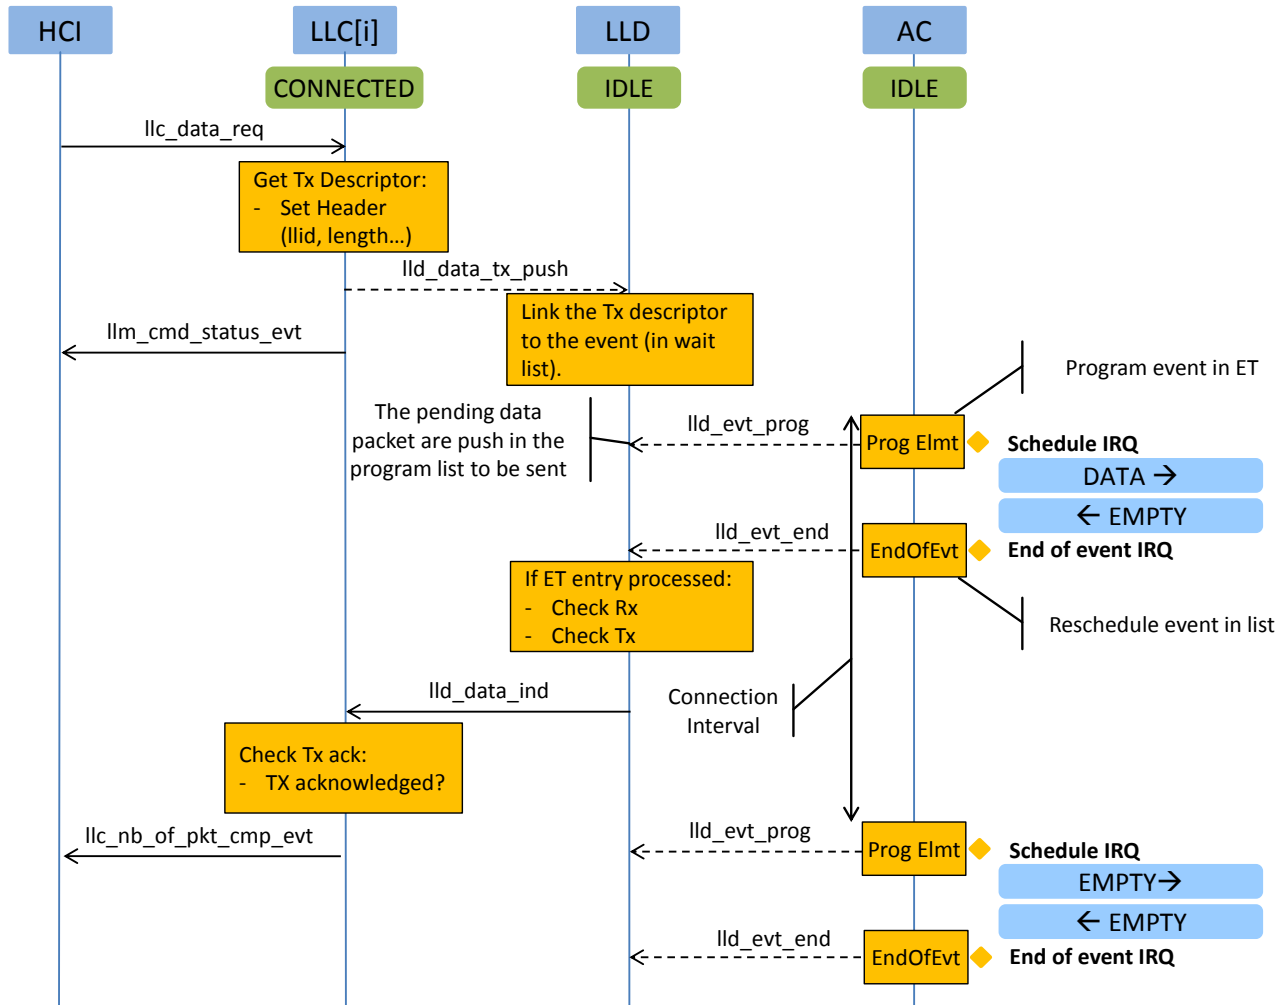 HCI
LLC[i]
LLD
AC
CONNECTED
IDLE
IDLE
llc_data_req
Get Tx Descriptor:
- Set Header
(llid, length...)
lld_data_tx_push
Link the Tx descriptor
to the event (in wait
list).
llm_cmd_status_evt
Program event in ET
The pending data
packet are push in the
program list to be sent
lld_evt_prog
Prog Elmt
Schedule IRQ
DATA →
← EMPTY
lld_evt_end
EndOfEvt
End of event IRQ
If ET entry processed:
- Check Rx
- Check Tx
Reschedule event in list
lld_data_ind
Connection
Interval
Check Tx ack:
- TX acknowledged?
llc_nb_of_pkt_cmp_evt
lld_evt_prog
Prog Elmt
Schedule IRQ
EMPTY→
← EMPTY
lld_evt_end
EndOfEvt
End of event IRQ